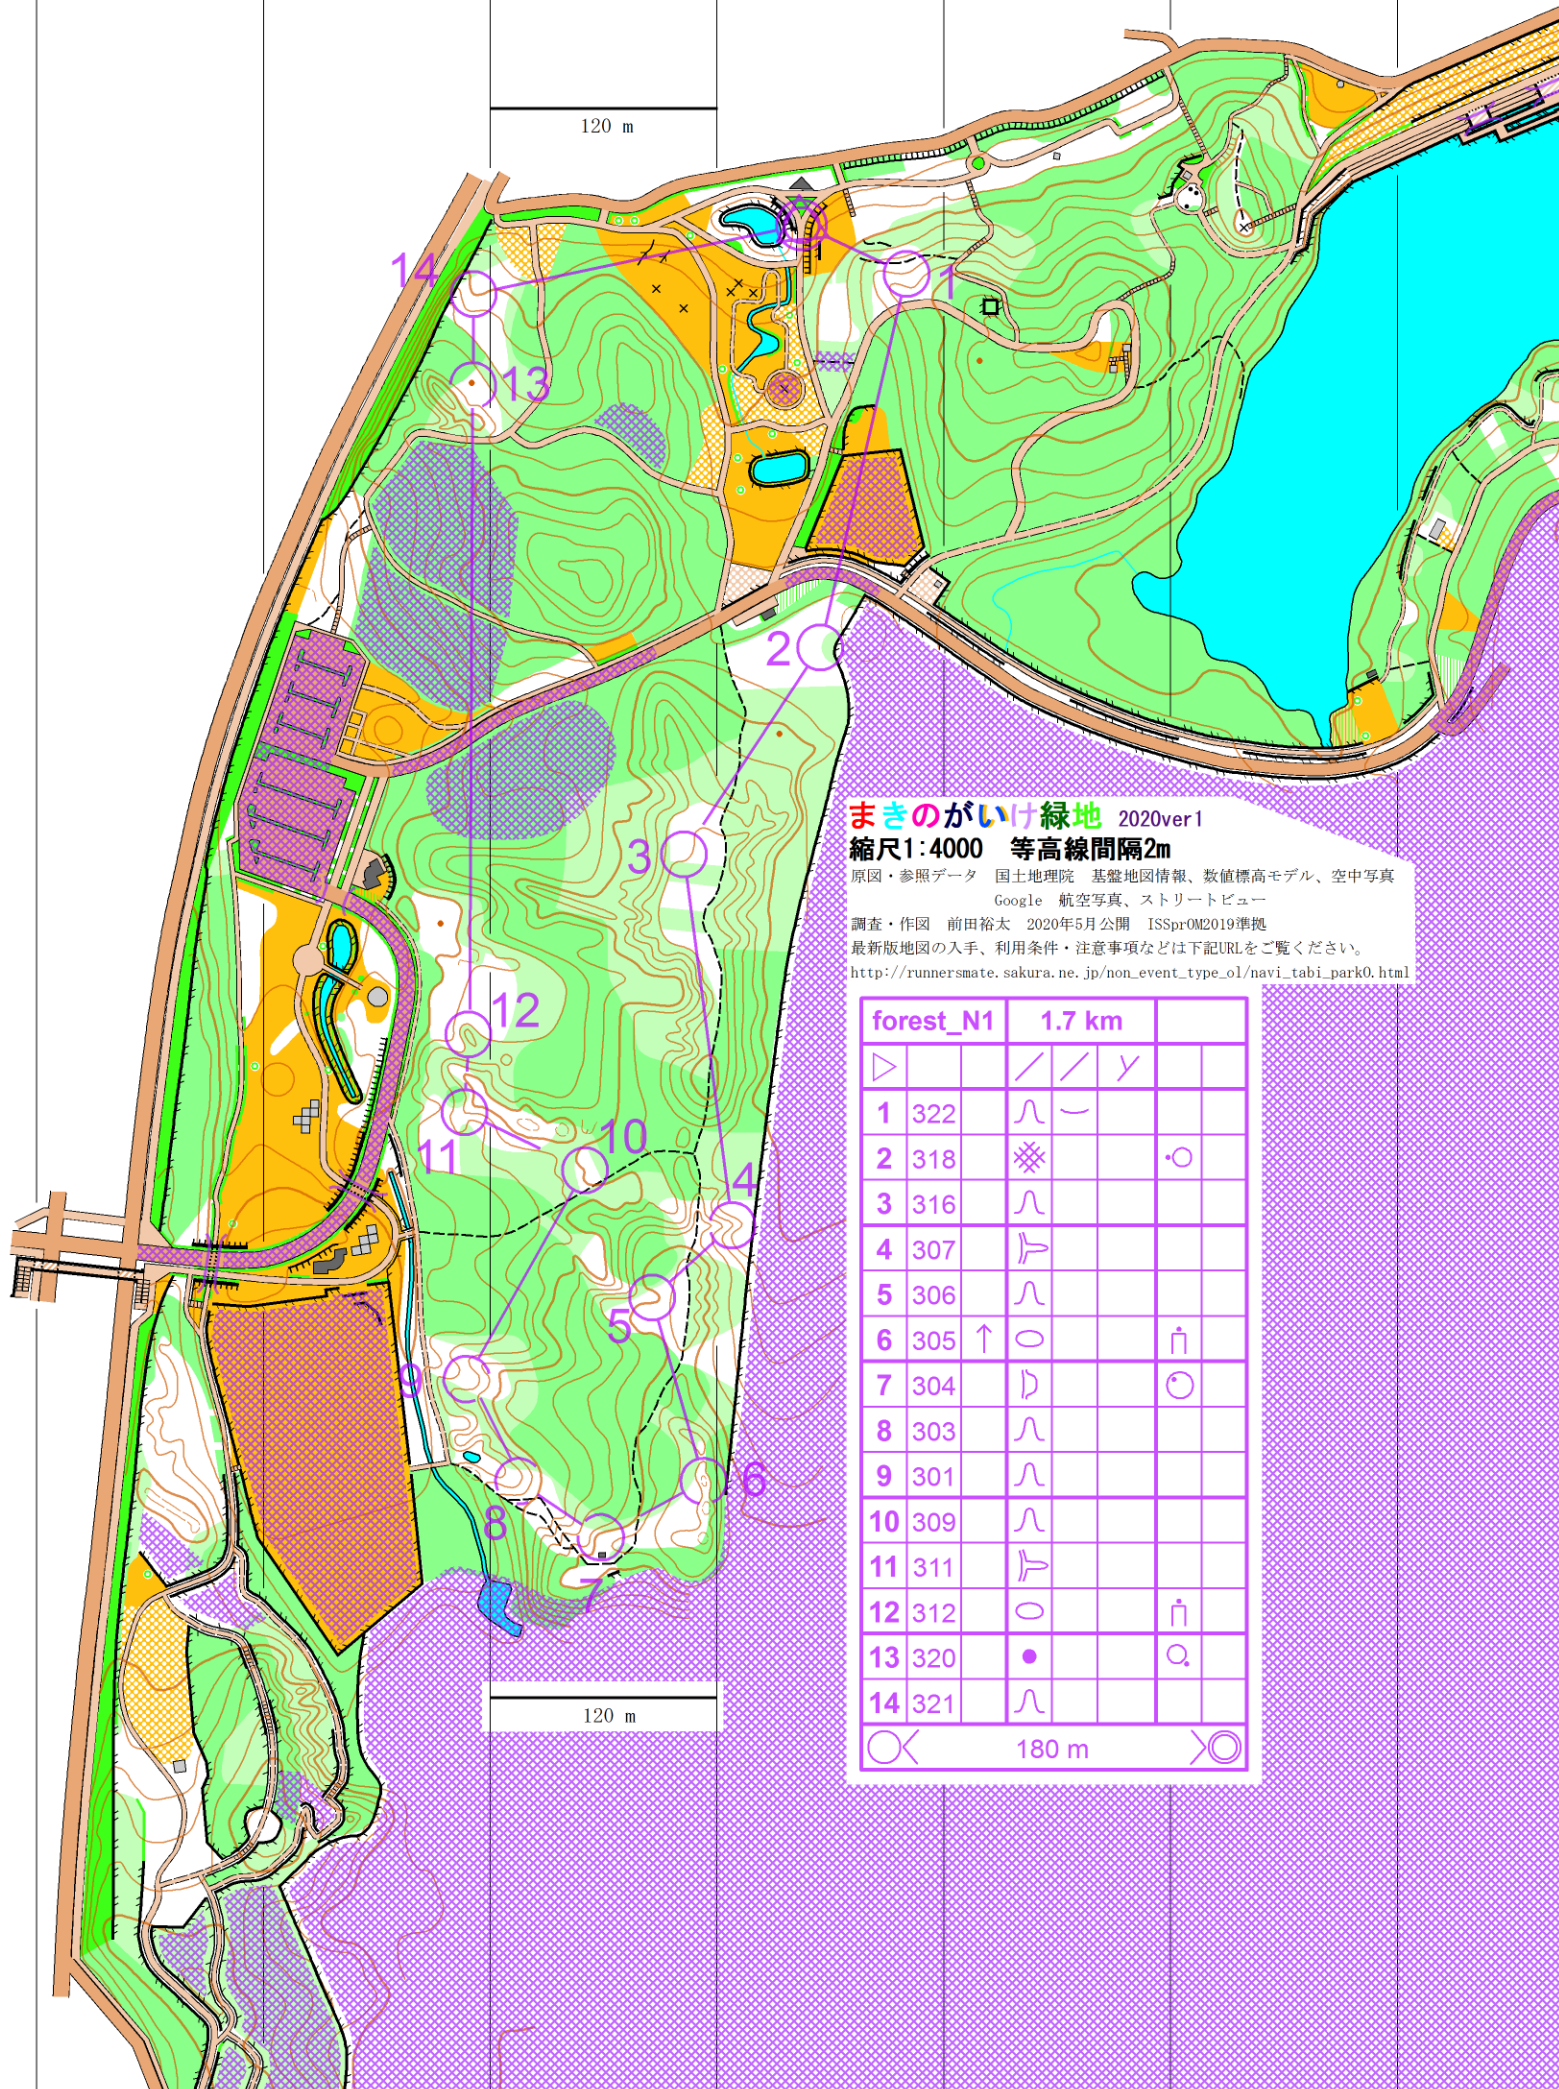 120 m
14
1
13
2
3
まきのがいけ緑地 2020ver1
縮尺1:4000 等高線間隔2m
原図・参照データ 国土地理院 基盤地図情報、数値標高モデル、空中写真
Google 航空写真、ストリートビュー
調査・作図 前田裕太 2020年5月公開 ISSprOM2019準拠
最新版地図の入手、利用条件・注意事項などは下記URLをご覧ください。
http://runnersmate.sakura.ne.jp/non_event_type_ol/navi_tabi_parkO.html
12
11
10
4
5
9
6
8
7
forest_N1 1.7 km
1 322
2 318
3 316
4 307
5 306
6 305
7 304
8 303
9 301
10 309
11 311
12 312
13 320
14 321
180 m
120 m